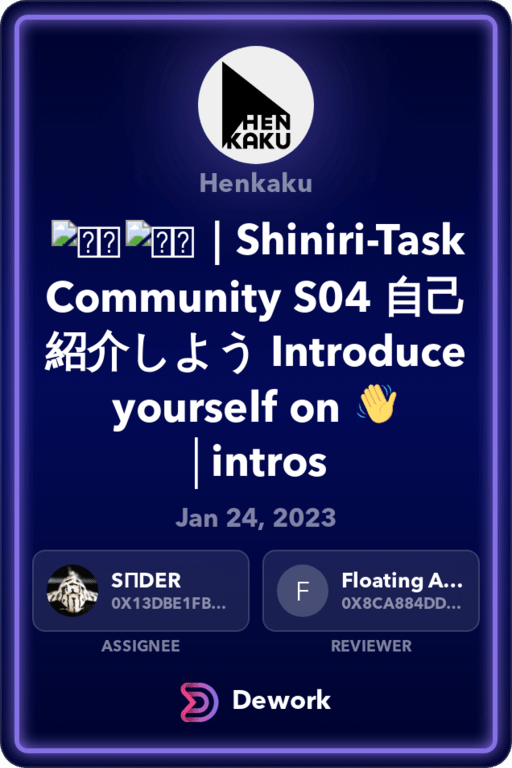 HEN
KAKU
Henkaku
| Shiniri-Task
Community S04 自己
紹介しよう Introduce
yourself on 👋
| intros
Jan 24, 2023
SПDER
0X13DBE1FB...
ASSIGNEE
F
Floating A...
0X8CA884DD...
REVIEWER
Dework